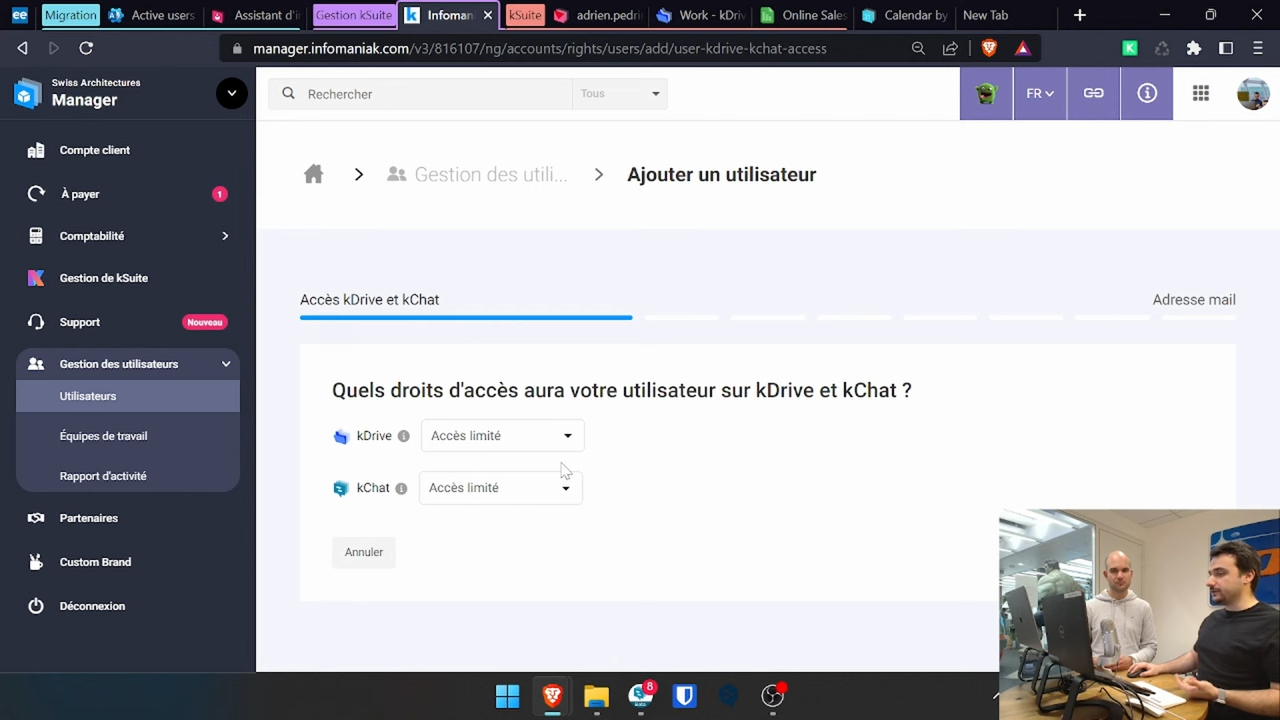 Migration
Active users
Assistant d'i
Gestion kSuite
Infomani
kSuite
adrien.pedri
Work - kDri
Online Sales
Calendar by
New Tab
manager.infomaniak.com/v3/816107/ng/accounts/rights/users/add/user-kdrive-kchat-access
Swiss Architectures
Manager
Rechercher
Tous
FR
Compte client
À payer
1
Comptabilité
Gestion de kSuite
Support
Nouveau
Gestion des utilisateurs
Utilisateurs
Équipes de travail
Rapport d'activité
Partenaires
Custom Brand
Déconnexion
Gestion des utili...
Ajouter un utilisateur
Accès kDrive et kChat
Adresse mail
Quels droits d'accès aura votre utilisateur sur kDrive et kChat ?
kDrive
Accès limité
kChat
Accès limité
Annuler
8